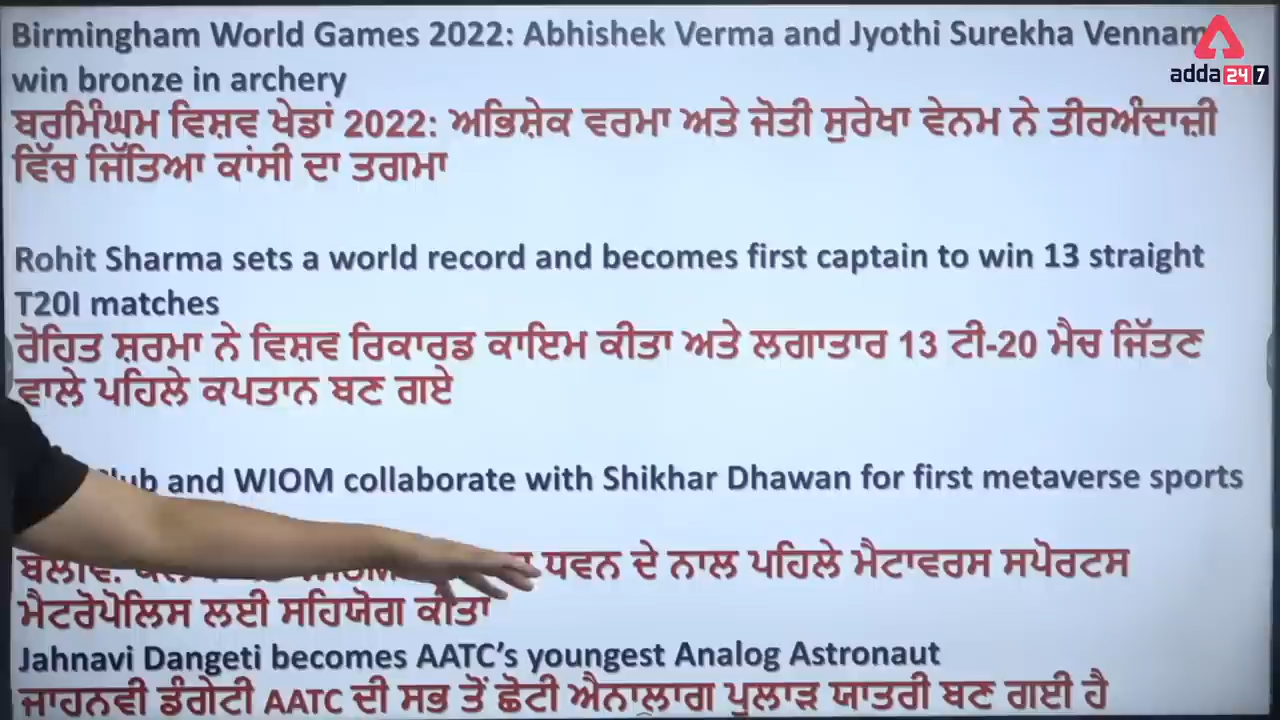 Birmingham World Games 2022: Abhishek Verma and Jyothi Surekha Vennam
win bronze in archery
ਬਰਮਿੰਘਮ ਵਿਸ਼ਵ ਖੇਡਾਂ 2022: ਅਭਿਸ਼ੇਕ ਵਰਮਾ ਅਤੇ ਜੋਤੀ ਸੁਰੇਖਾ ਵੇਨਮ ਨੇ ਤੀਰਅੰਦਾਜ਼ੀ
ਵਿੱਚ ਜਿੱਤਿਆ ਕਾਂਸੀ ਦਾ ਤਗਮਾ
adda 247
Rohit Sharma sets a world record and becomes first captain to win 13 straight
T20I matches
ਰੋਹਿਤ ਸ਼ਰਮਾ ਨੇ ਵਿਸ਼ਵ ਰਿਕਾਰਡ ਕਾਇਮ ਕੀਤਾ ਅਤੇ ਲਗਾਤਾਰ 13 ਟੀ-20 ਮੈਚ ਜਿੱਤਣ
ਵਾਲੇ ਪਹਿਲੇ ਕਪਤਾਨ ਬਣ ਗਏ
and WIOM collaborate with Shikhar Dhawan for first metaverse sports
WIOM ਧਵਨ ਦੇ ਨਾਲ ਪਹਿਲੇ ਮੈਟਾਵਰਸ ਸਪੋਰਟਸ
ਮੈਟਰੋਪੋਲਿਸ ਲਈ ਸਹਿਯੋਗ ਕੀਤਾ
Jahnavi Dangeti becomes AATC’s youngest Analog Astronaut
ਜਾਹਨਵੀ ਡੰਗੇਟੀ AATC ਦੀ ਸਭ ਤੋਂ ਛੋਟੀ ਐਨਾਲਾਗ ਪੁਲਾੜ ਯਾਤਰੀ ਬਣ ਗਈ ਹੈ